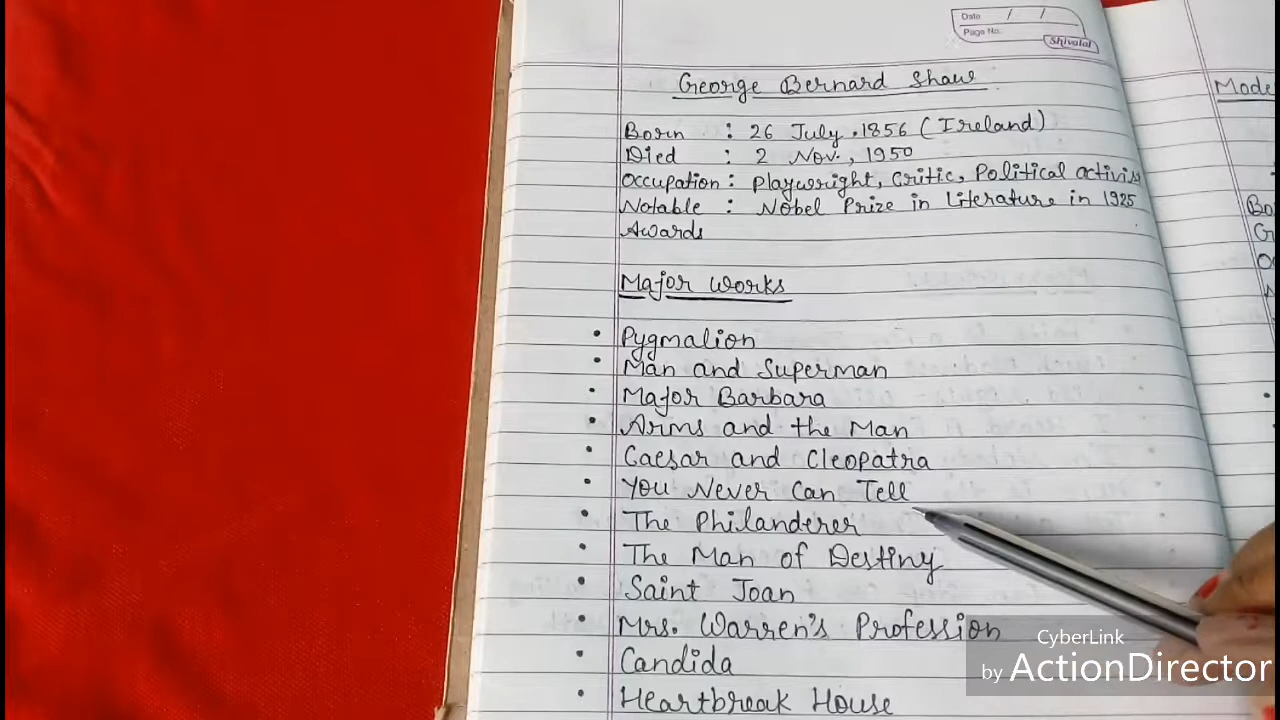 Date / /
Page No.
Shivalal
George Bernard Shaw
Born : 26 July .1856 (Ireland)
Died : 2 Nov., 1950
Occupation : Playwright, Critic, Political activis
Notable : Nobel Prize in Literature in 1925
Awards
Major Works
• Pygmalion
• Man and Superman
• Major Barbara
• Arms and the Man
• Caesar and Cleopatra
• You Never Can Tell
• The Philanderer
• The Man of Destiny
• Saint Joan
• Mrs. Warren's Profession
• Candida
• Heartbreak House
Mode
Bo
G
O
CyberLink
by ActionDirector